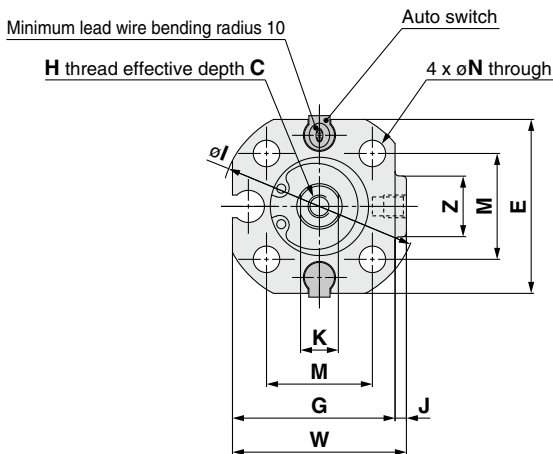 Auto switch
Minimum lead wire bending radius 10
H thread effective depth C
4 x øN through
øI
Z
M
E
K
M
G
J
W